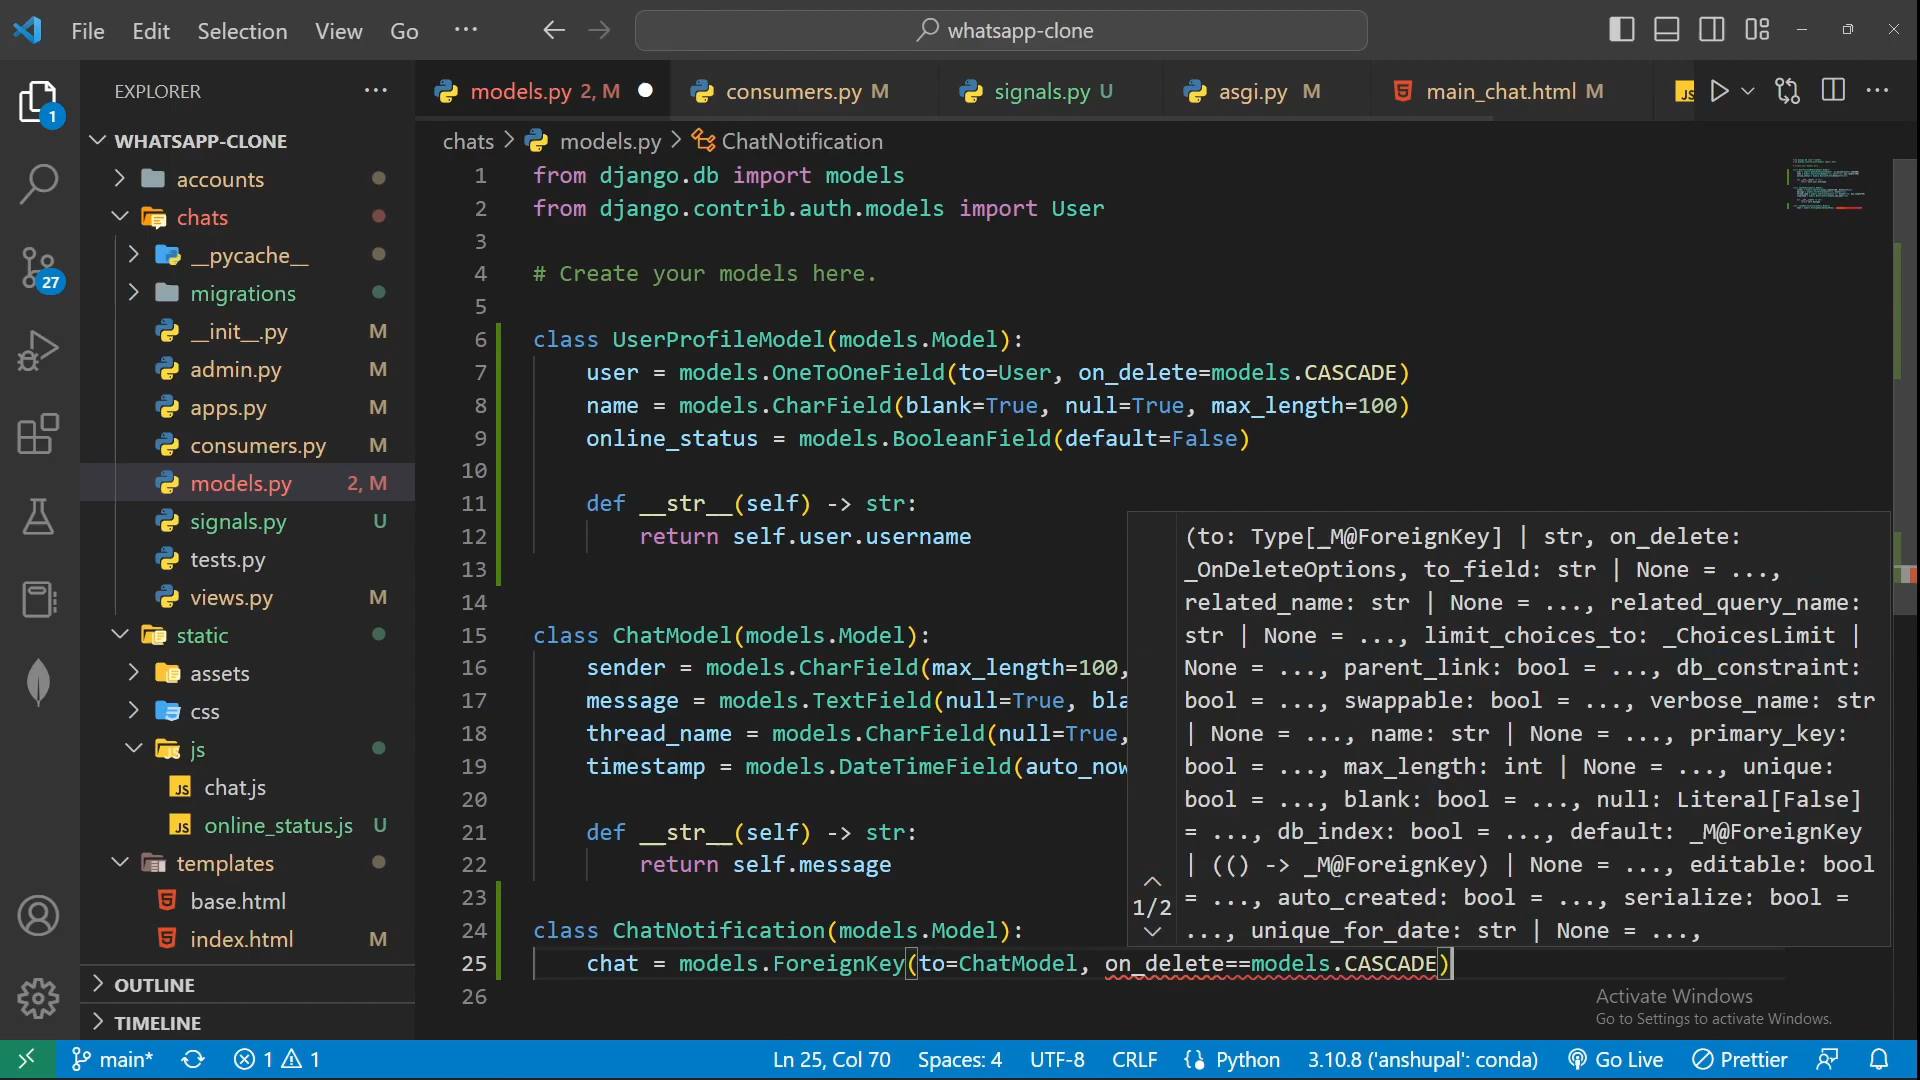 File Edit Selection View Go ··· whatsapp-clone
EXPLORER
models.py 2, M consumers.py M signals.py U asgi.py M main_chat.html M JS
1
27
WHATSAPP-CLONE
accounts
chats
__pycache__
migrations
__init__.py M
admin.py M
apps.py M
consumers.py M
models.py 2, M
signals.py U
tests.py
views.py M
static
assets
css
js
JS chat.js
JS online_status.js U
templates
base.html
index.html M
OUTLINE
TIMELINE
chats > models.py > ChatNotification
1 from django.db import models
2 from django.contrib.auth.models import User
3
4 # Create your models here.
5
6 class UserProfileModel(models.Model):
7 user = models.OneToOneField(to=User, on_delete=models.CASCADE)
8 name = models.CharField(blank=True, null=True, max_length=100)
9 online_status = models.BooleanField(default=False)
10
11 def __str__(self) -> str:
12 return self.user.username
13
14
15 class ChatModel(models.Model):
16 sender = models.CharField(max_length=100,
17 message = models.TextField(null=True, bla
18 thread_name = models.CharField(null=True,
19 timestamp = models.DateTimeField(auto_now
20
21 def __str__(self) -> str:
22 return self.message
23
24 class ChatNotification(models.Model):
25 chat = models.ForeignKey(to=ChatModel, on_delete==models.CASCADE)
26
(to: Type[_M@ForeignKey] | str, on_delete:
_OnDeleteOptions, to_field: str | None = ...,
related_name: str | None = ..., related_query_name:
str | None = ..., limit_choices_to: _ChoicesLimit |
None = ..., parent_link: bool = ..., db_constraint:
bool = ..., swappable: bool = ..., verbose_name: str
| None = ..., name: str | None = ..., primary_key:
bool = ..., max_length: int | None = ..., unique:
bool = ..., blank: bool = ..., null: Literal[False]
= ..., db_index: bool = ..., default: _M@ForeignKey
| (() -> _M@ForeignKey) | None = ..., editable: bool
= ..., auto_created: bool = ..., serialize: bool =
..., unique_for_date: str | None = ...,
1/2
Activate Windows
Go to Settings to activate Windows.
main* 1 1 Ln 25, Col 70 Spaces: 4 UTF-8 CRLF Python 3.10.8 ('anshupal': conda) Go Live Prettier